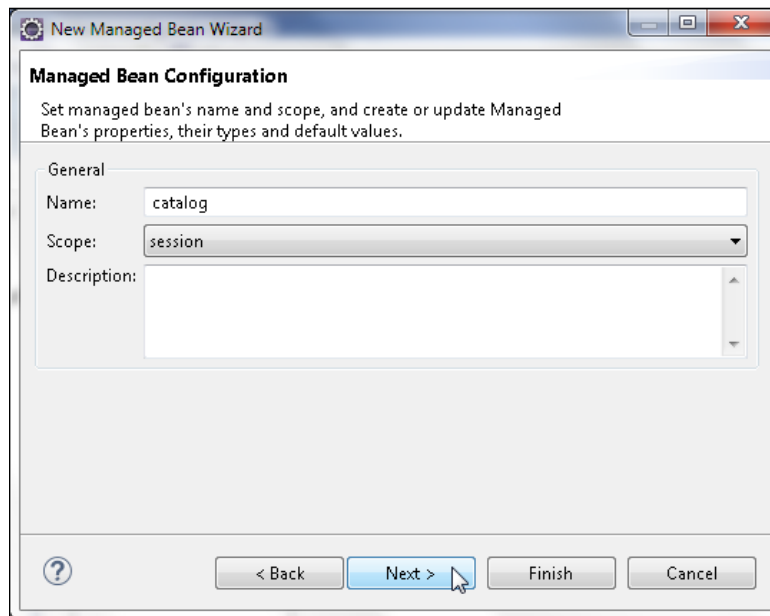 New Managed Bean Wizard
Managed Bean Configuration
Set managed bean's name and scope, and create or update Managed
Bean's properties, their types and default values.
General
Name: catalog
Scope: session
Description:
? < Back Next > Finish Cancel